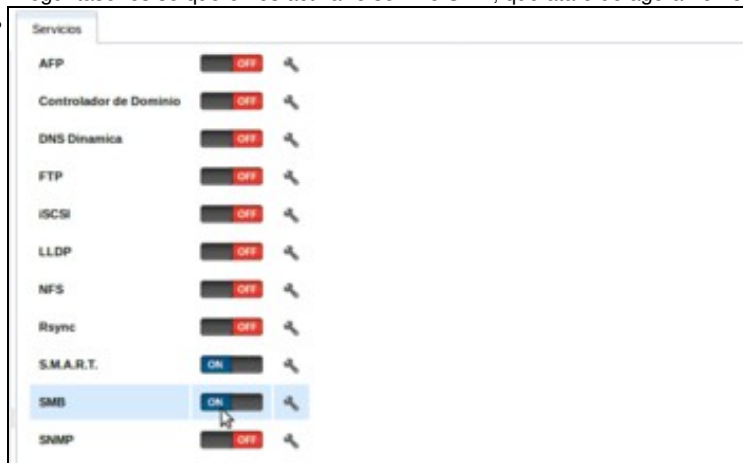 Servicios
AFP OFF
Controlador de Dominio OFF
DNS Dinamica OFF
FTP OFF
iSCSI OFF
LLDP OFF
NFS OFF
Rsync OFF
S.M.A.R.T. ON
SMB ON
SNMP OFF